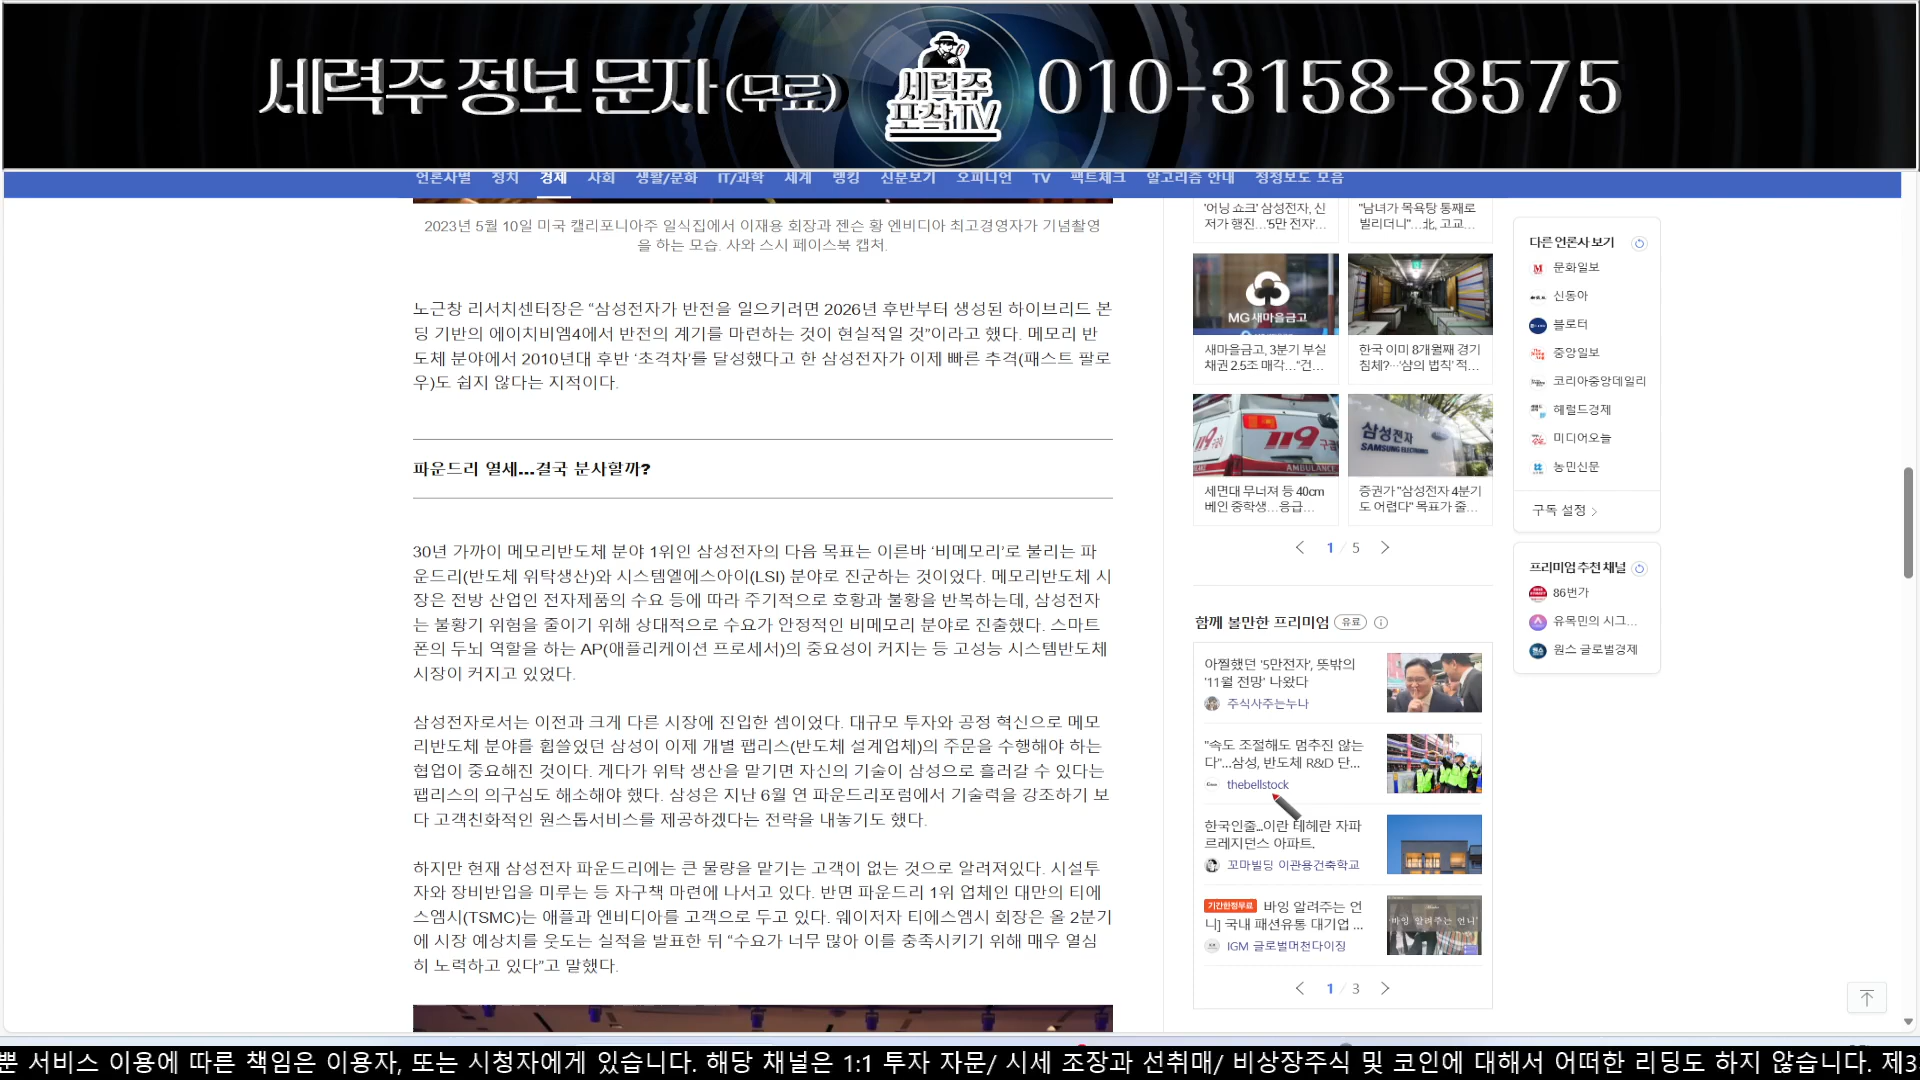 세력주 정보 문자 (무료)
세력주
포착TV
010-3158-8575
언론사별 정치 경제 사회 생활/문화 IT/과학 세계 랭킹 신문보기 오피니언 TV 팩트체크 알고리즘 안내 정정보도 모음
2023년 5월 10일 미국 캘리포니아주 일식집에서 이재용 회장과 젠슨 황 엔비디아 최고경영자가 기념촬영
을 하는 모습. 사와 스시 페이스북 캡처.
노근창 리서치센터장은 “삼성전자가 반전을 일으키려면 2026년 후반부터 생성된 하이브리드 본
딩 기반의 에이치비엠4에서 반전의 계기를 마련하는 것이 현실적일 것”이라고 했다. 메모리 반
도체 분야에서 2010년대 후반 ‘초격차’를 달성했다고 한 삼성전자가 이제 빠른 추격(패스트 팔로
우)도 쉽지 않다는 지적이다.
파운드리 열세…결국 분사할까?
30년 가까이 메모리반도체 분야 1위인 삼성전자의 다음 목표는 이른바 ‘비메모리’로 불리는 파
운드리(반도체 위탁생산)와 시스템엘에스아이(LSI) 분야로 진군하는 것이었다. 메모리반도체 시
장은 전방 산업인 전자제품의 수요 등에 따라 주기적으로 호황과 불황을 반복하는데, 삼성전자
는 불황기 위험을 줄이기 위해 상대적으로 수요가 안정적인 비메모리 분야로 진출했다. 스마트
폰의 두뇌 역할을 하는 AP(애플리케이션 프로세서)의 중요성이 커지는 등 고성능 시스템반도체
시장이 커지고 있었다.
삼성전자로서는 이전과 크게 다른 시장에 진입한 셈이었다. 대규모 투자와 공정 혁신으로 메모
리반도체 분야를 휩쓸었던 삼성이 이제 개별 팹리스(반도체 설계업체)의 주문을 수행해야 하는
협업이 중요해진 것이다. 게다가 위탁 생산을 맡기면 자신의 기술이 삼성으로 흘러갈 수 있다는
팹리스의 의구심도 해소해야 했다. 삼성은 지난 6월 연 파운드리포럼에서 기술력을 강조하기 보
다 고객친화적인 원스톱서비스를 제공하겠다는 전략을 내놓기도 했다.
하지만 현재 삼성전자 파운드리에는 큰 물량을 맡기는 고객이 없는 것으로 알려져있다. 시설투
자와 장비반입을 미루는 등 자구책 마련에 나서고 있다. 반면 파운드리 1위 업체인 대만의 티에
스엠시(TSMC)는 애플과 엔비디아를 고객으로 두고 있다. 웨이저자 티에스엠시 회장은 올 2분기
에 시장 예상치를 웃도는 실적을 발표한 뒤 “수요가 너무 많아 이를 충족시키기 위해 매우 열심
히 노력하고 있다”고 말했다.
'어닝 쇼크' 삼성전자, 신
저가 행진…'5만 전자'…
"남녀가 목욕탕 통째로
빌리더니"…北, 고교…
MG 새마을금고
새마을금고, 3분기 부실
채권 2.5조 매각…“건…
한국 이미 8개월째 경기
침체?…'삼의 법칙' 적…
119
AMBULANCE
세면대 무너져 등 40cm
베인 중학생…응급…
삼성전자
SAMSUNG ELECTRONICS
증권가 "삼성전자 4분기
도 어렵다" 목표가 줄…
1 / 5
함께 볼만한 프리미엄 유료
아찔했던 '5만전자', 뜻밖의
'11월 전망' 나왔다
주식사주는누나
"속도 조절해도 멈추진 않는
다"…삼성, 반도체 R&D 단…
thebellstock
한국인줄...이란 테헤란 자파
르레지던스 아파트.
꼬마빌딩 이관용건축학교
기간한정무료 바잉 알려주는 언
니] 국내 패션유통 대기업 ...
IGM 글로벌머천다이징
'바잉 알려주는 언니'
1 / 3
다른 언론사 보기
문화일보
신동아
블로터
중앙일보
코리아중앙데일리
헤럴드경제
미디어오늘
농민신문
구독 설정
프리미엄 추천 채널
86번가
유목민의 시그...
원스 글로벌경제
뿐 서비스 이용에 따른 책임은 이용자, 또는 시청자에게 있습니다. 해당 채널은 1:1 투자 자문/ 시세 조장과 선취매/ 비상장주식 및 코인에 대해서 어떠한 리딩도 하지 않습니다. 제3